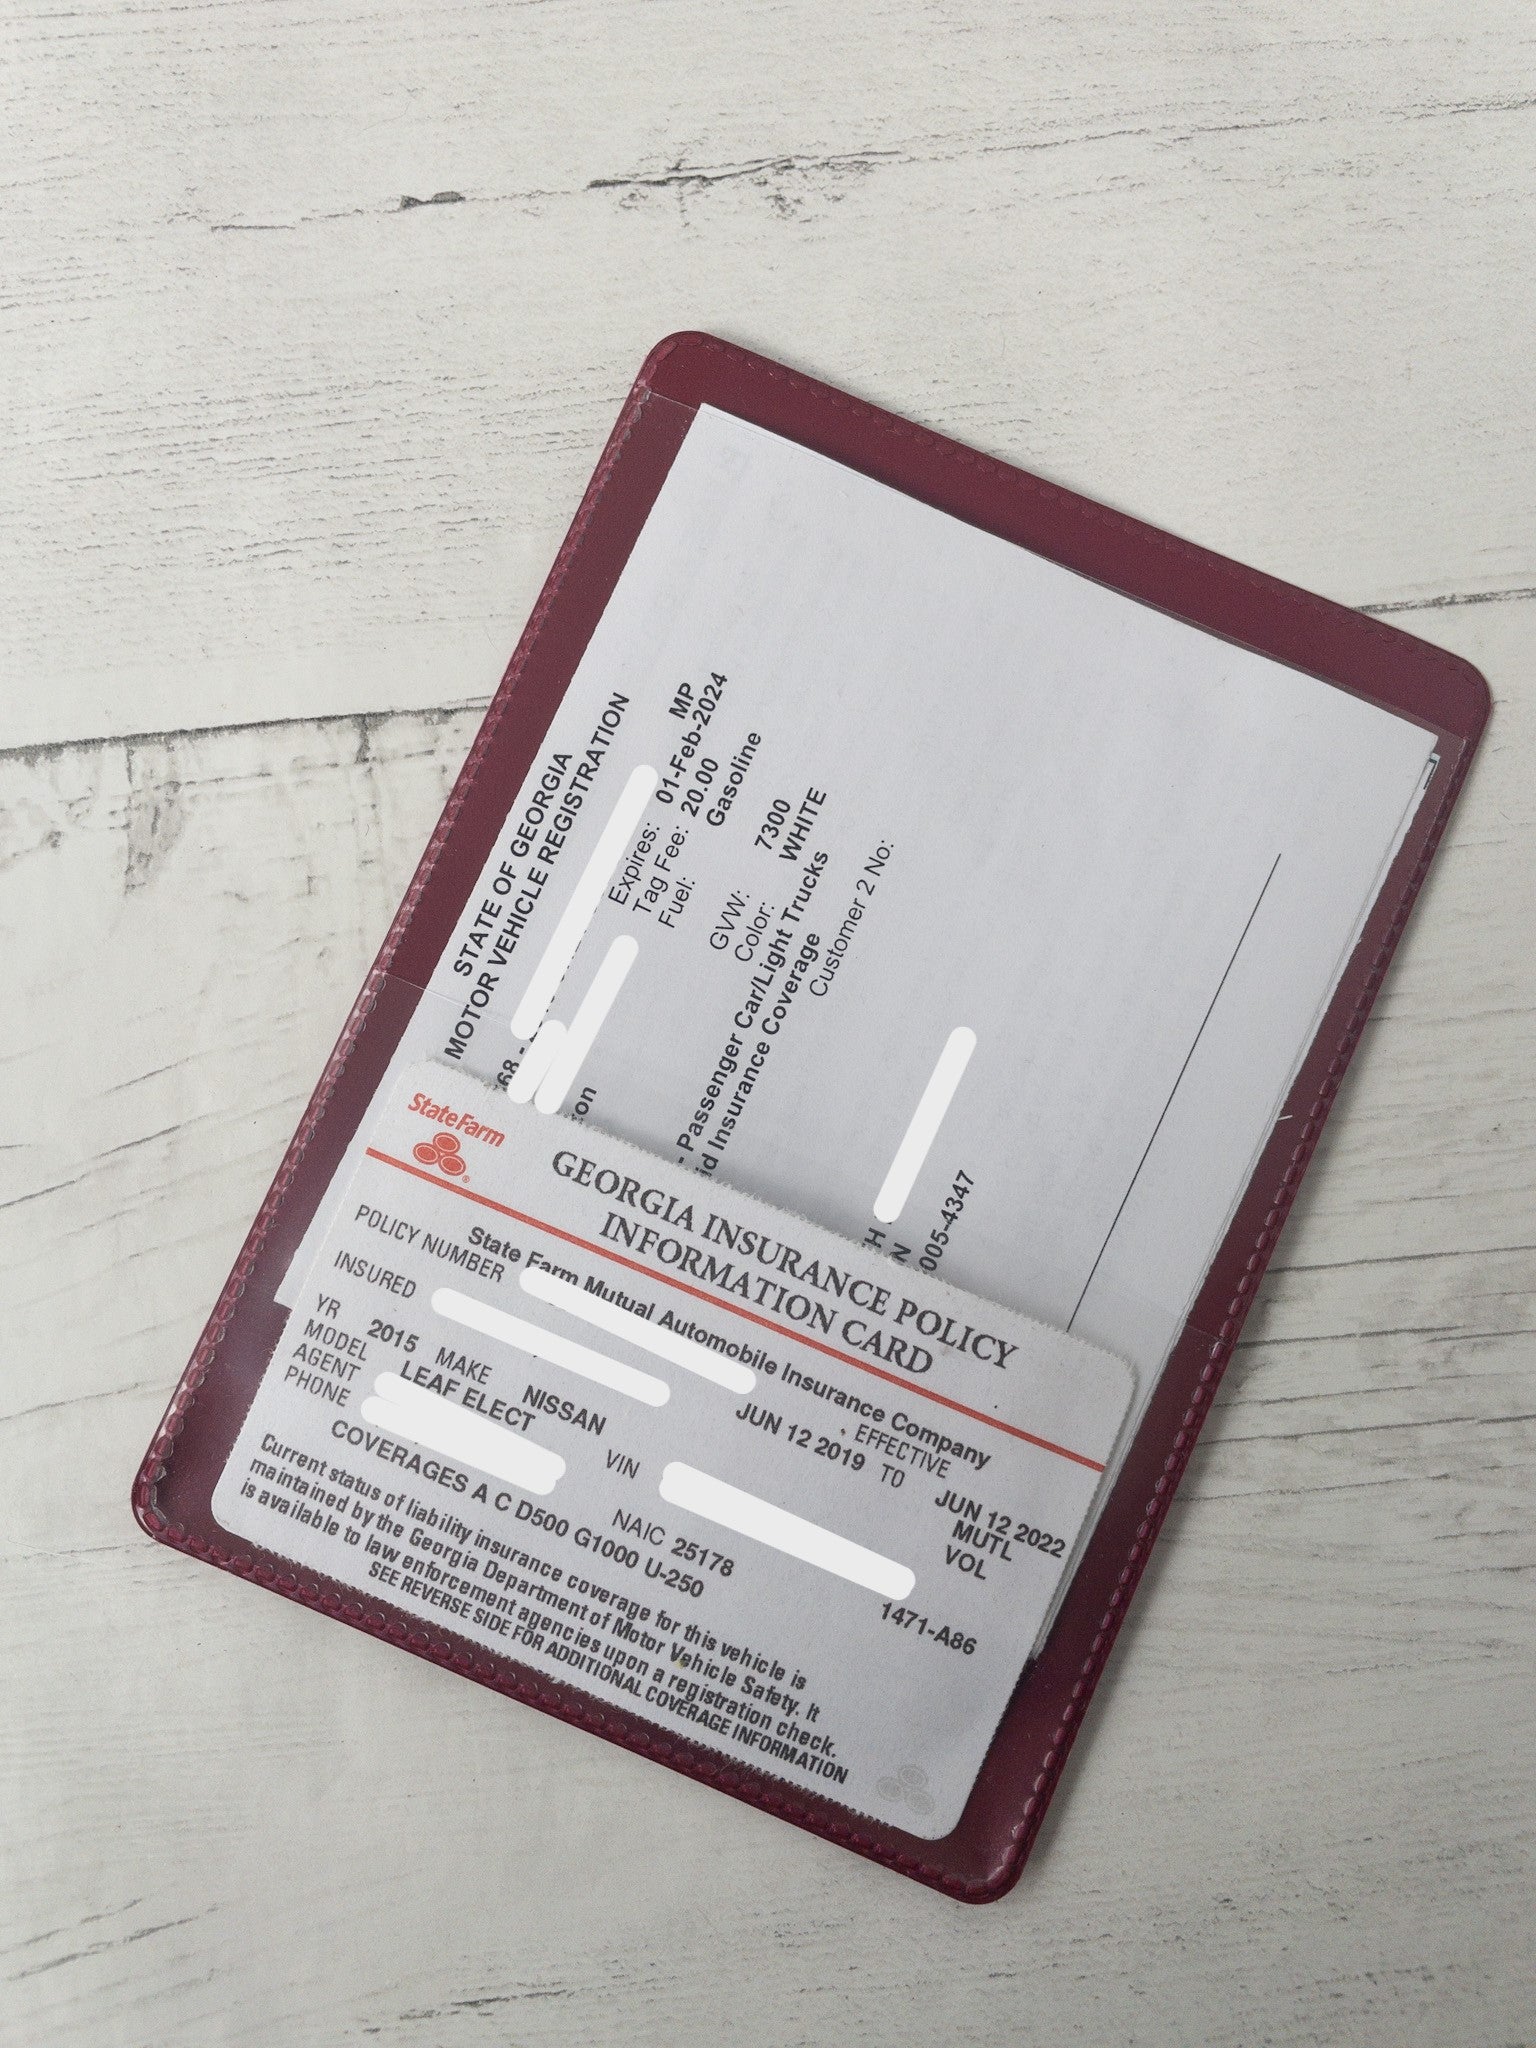 STATE OF GEORGIA
MOTOR VEHICLE REGISTRATION
68 -
Expires: 01-Feb-2024 MP
Tag Fee: 20.00
Fuel: Gasoline
GVW: 7300
Color: WHITE
- Passenger Car/Light Trucks
id Insurance Coverage
Customer 2 No:
H
N
005-4347
State Farm
GEORGIA INSURANCE POLICY
INFORMATION CARD
State Farm Mutual Automobile Insurance Company
POLICY NUMBER EFFECTIVE
INSURED JUN 12 2019 TO JUN 12 2022
MUTL
VOL
YR 2015 MAKE NISSAN VIN
MODEL LEAF ELECT
AGENT
PHONE NAIC 25178 1471-A86
COVERAGES A C D500 G1000 U-250
Current status of liability insurance coverage for this vehicle is
maintained by the Georgia Department of Motor Vehicle Safety. It
is available to law enforcement agencies upon a registration check.
SEE REVERSE SIDE FOR ADDITIONAL COVERAGE INFORMATION